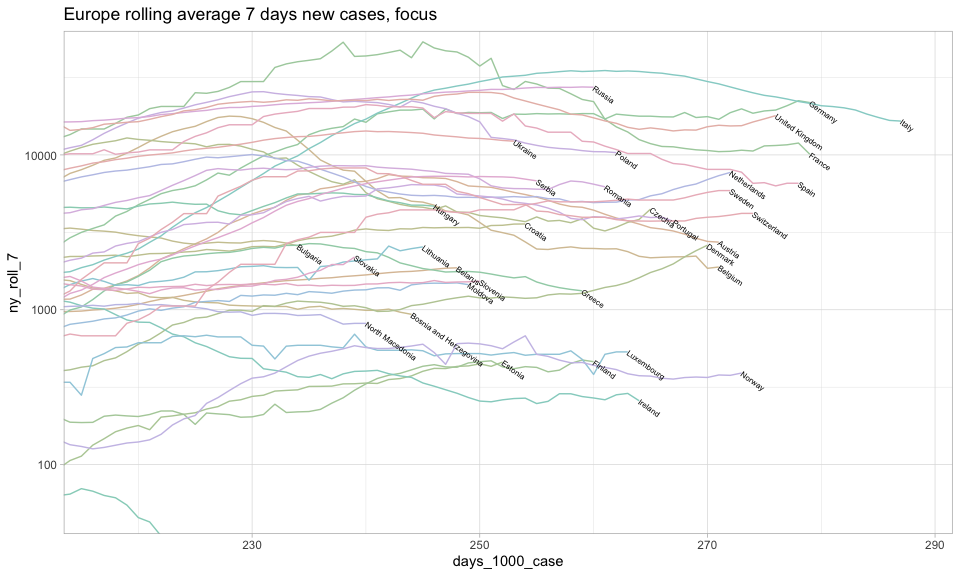 Europe rolling average 7 days new cases, focus
ny_roll_7
10000
1000
100
Russia
Germany
Italy
United Kingdom
France
Ukraine
Poland
Spain
Serbia
Romania
Netherlands
Sweden
Switzerland
Hungary
Croatia
Czechia
Portugal
Austria
Denmark
Belgium
Bulgaria
Slovakia
Lithuania
Belarus
Slovenia
Moldova
Greece
North Macedonia
Bosnia and Herzegovina
Estonia
Finland
Luxembourg
Norway
Ireland
230
250
270
290
days_1000_case